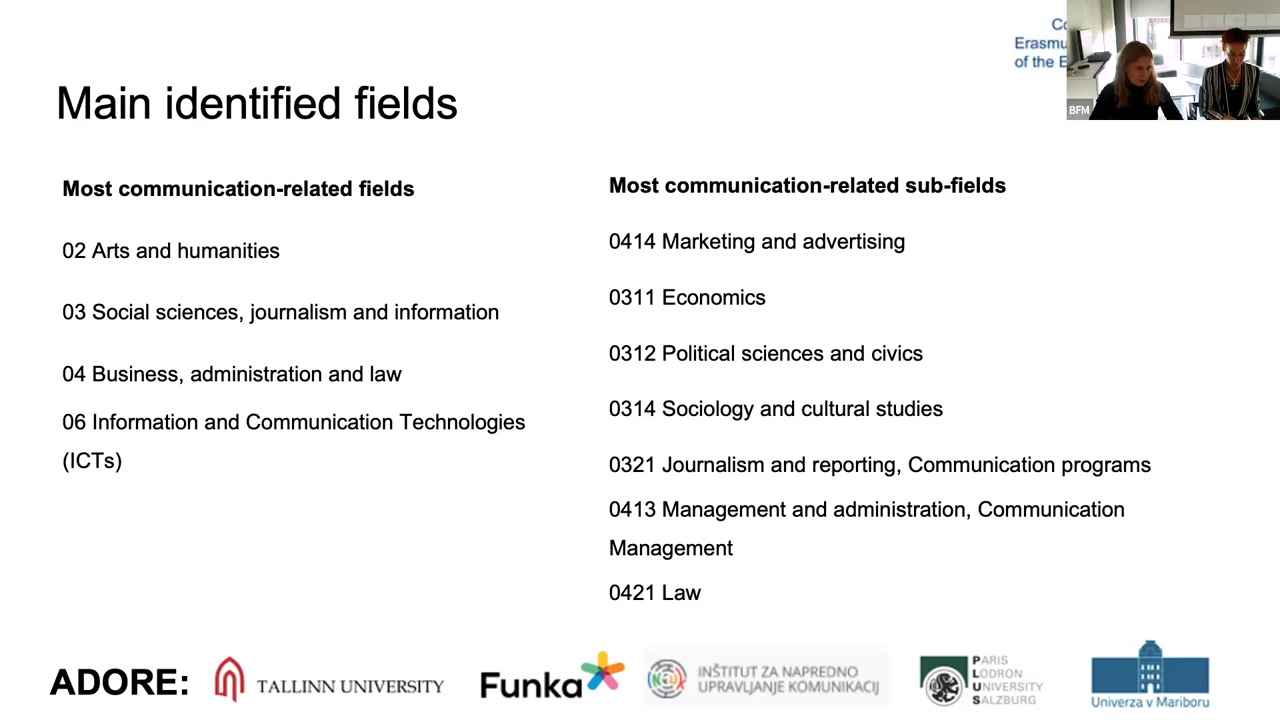 Co
Erasmu
of the E
BFM
Main identified fields
Most communication-related fields
02 Arts and humanities
03 Social sciences, journalism and information
04 Business, administration and law
06 Information and Communication Technologies
(ICTs)
Most communication-related sub-fields
0414 Marketing and advertising
0311 Economics
0312 Political sciences and civics
0314 Sociology and cultural studies
0321 Journalism and reporting, Communication programs
0413 Management and administration, Communication
Management
0421 Law
ADORE:
TALLINN UNIVERSITY
Funka
INŠTITUT ZA NAPREDNO
UPRAVLJANJE KOMUNIKACIJ
PARIS
LODRON
UNIVERSITY
SALZBURG
P
L
U
S
Univerza v Mariboru